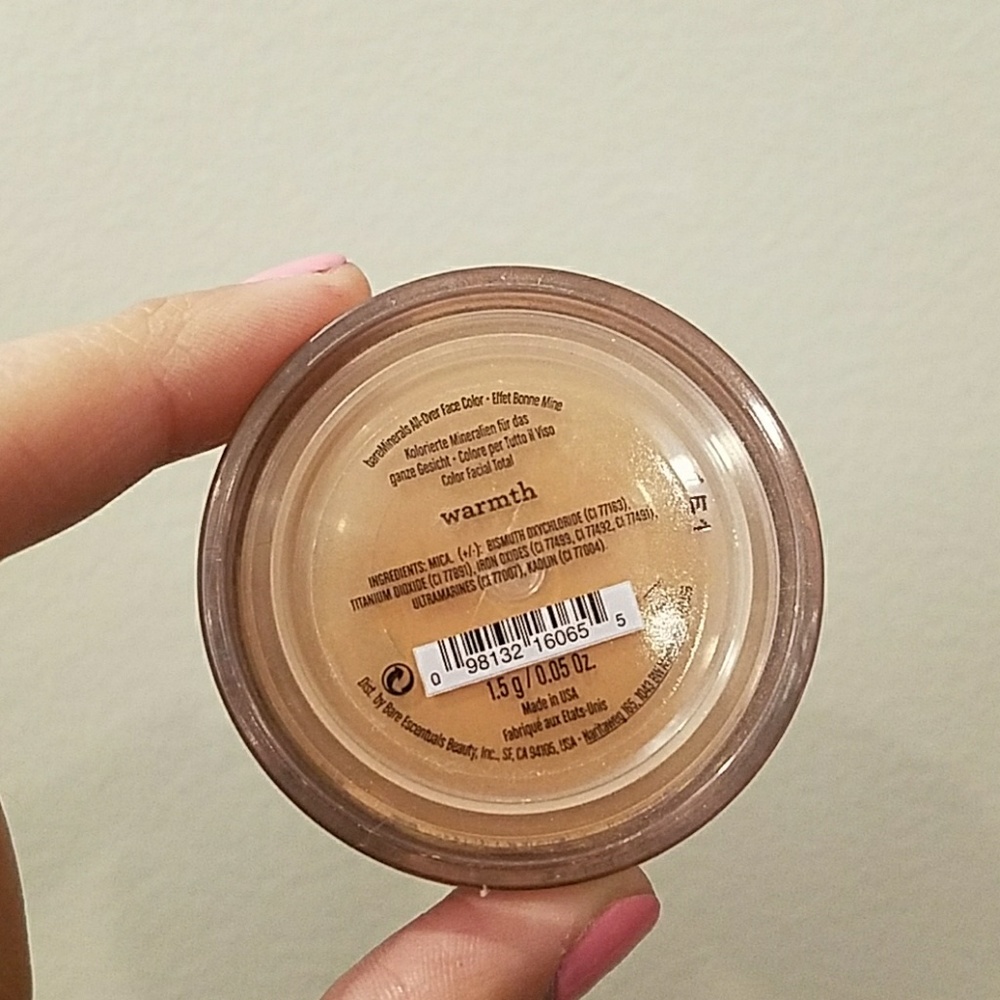 bareMinerals All-Over Face Color • Effet Bonne Mine
Kolorierte Mineralien für das
ganze Gesicht • Colore per Tutto il Viso
Color Facial Total
warmth
INGREDIENTS: MICA. (+/-): BISMUTH OXYCHLORIDE (CI 77163),
TITANIUM DIOXIDE (CI 77891), IRON OXIDES (CI 77499, CI 77492, CI 77491),
ULTRAMARINES (CI 77007), KAOLIN (CI 77004).
0 98132 16065 5
1.5 g / 0.05 Oz.
Made in USA
Fabriqué aux Etats-Unis
Dist. by Bare Escentuals Beauty, Inc., SF, CA 94105, USA • Naritaweg 165, 1043